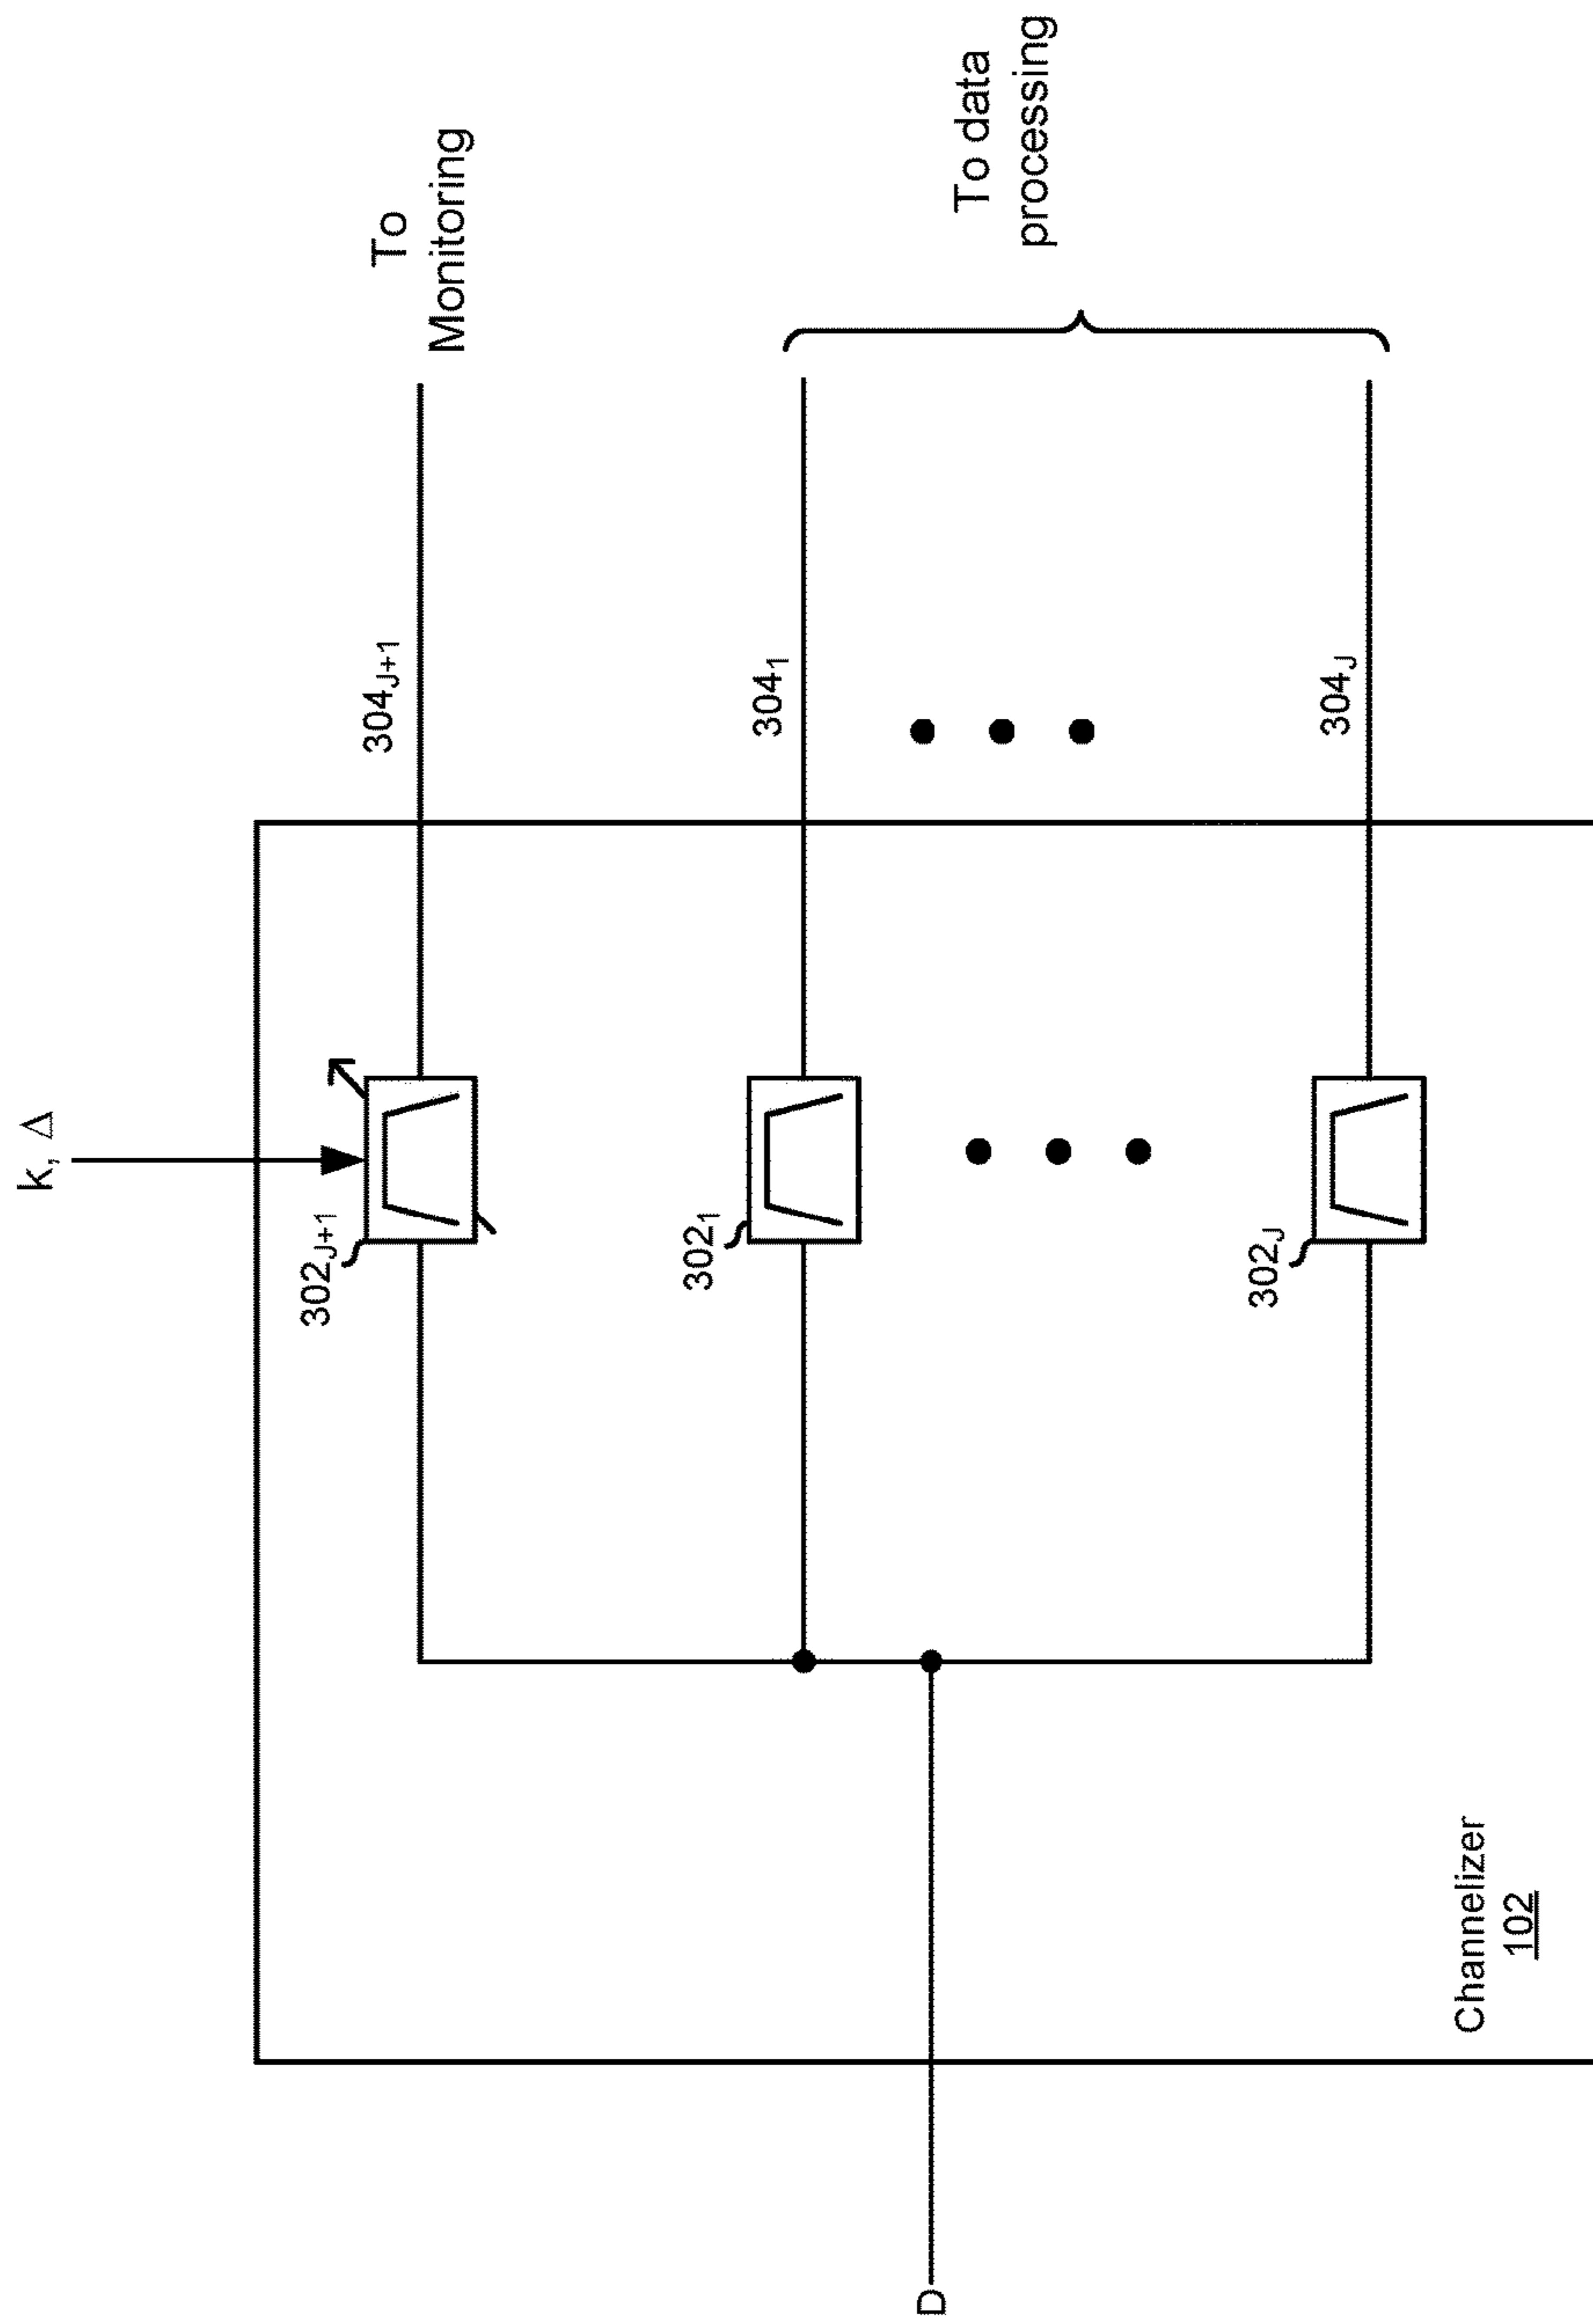 k, △
To
Monitoring
302J+1
304J+1
To data
processing
302₁
304₁
302J
304J
D
Channelizer
102